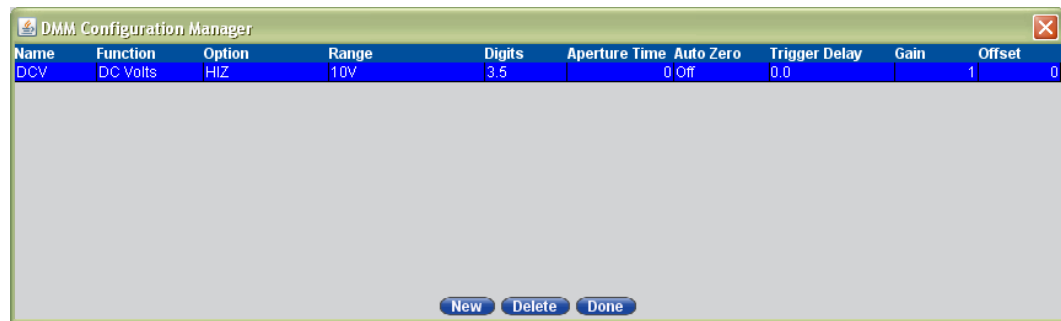 DMM Configuration Manager
Name Function Option Range Digits Aperture Time Auto Zero Trigger Delay Gain Offset
DCV DC Volts HIZ 10V 3.5 0 Off 0.0 1 0
New Delete Done